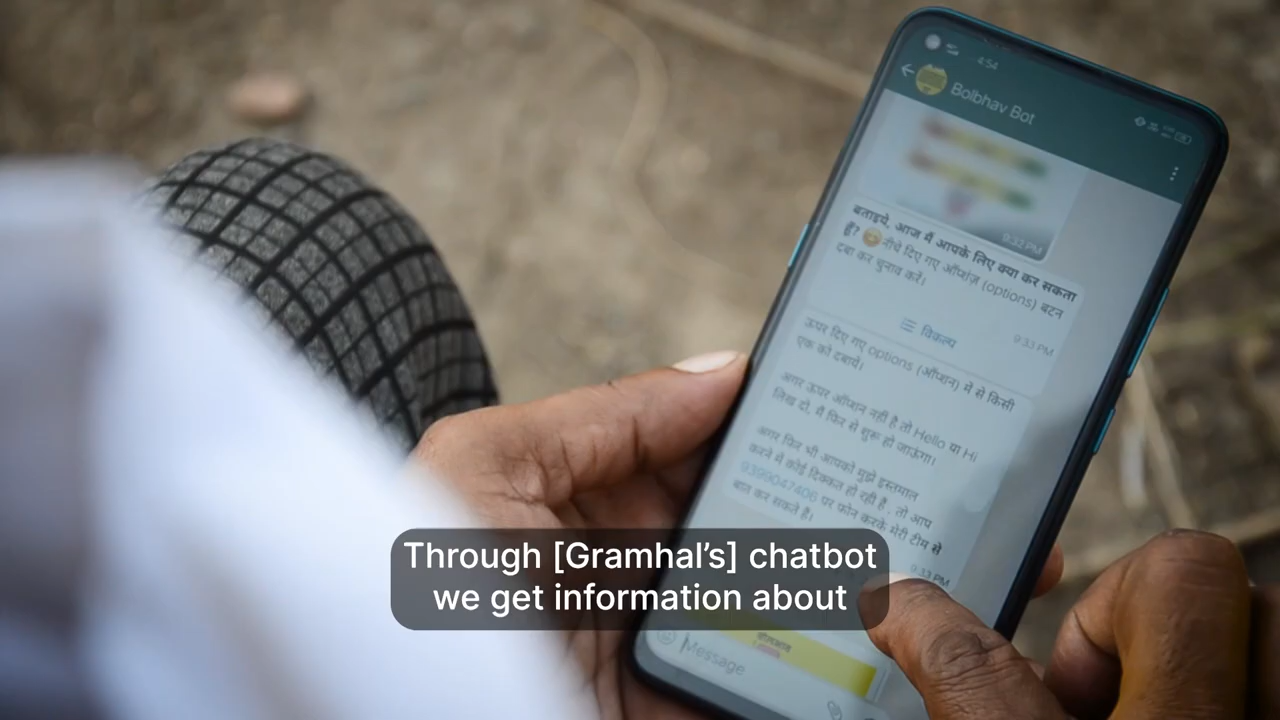 4:54
Bolbhav Bot
9:32 PM
बताइये, आज मैं आपके लिए क्या कर सकता
हूँ? 😊 नीचे दिए गए ऑप्शंज़ (options) बटन
दबा कर चुनाव करें।
विकल्प
9:33 PM
ऊपर दिए गए options (ऑप्शन) में से किसी
एक को दबायें।
अगर ऊपर ऑप्शन नहीं है तो Hello या Hi
लिख दो, मैं फिर से शुरू हो जाऊंगा।
अगर फिर भी आपको मुझे इस्तमाल
करने में कोई दिक्कत हो रही है, तो आप
9399047406 पर फ़ोन करके मेरी टीम से
बात कर सकते है।
9:33 PM
Through [Gramhal’s] chatbot
we get information about
Message